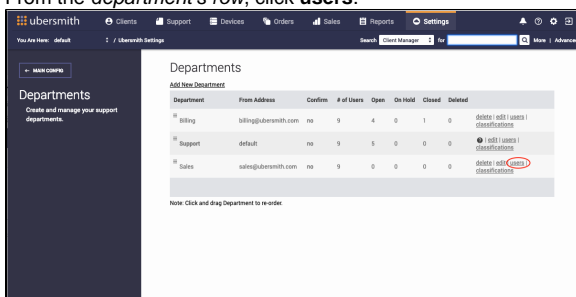 From the department's row, click users.
ubersmith Clients Support Devices Orders Sales Reports Settings
You Are Here: default / Ubersmith Settings Search Client Manager for More | Advanced
← MAIN CONFIG
Departments
Create and manage your support
departments.
Departments
Add New Department
Department From Address Confirm # of Users Open On Hold Closed Deleted
Billing billing@ubersmith.com no 9 4 0 1 0 delete | edit | users |
classifications
Support default no 9 5 0 0 0 | edit | users |
classifications
Sales sales@ubersmith.com no 9 0 0 0 0 delete | edit | users |
classifications
Note: Click and drag Department to re-order.